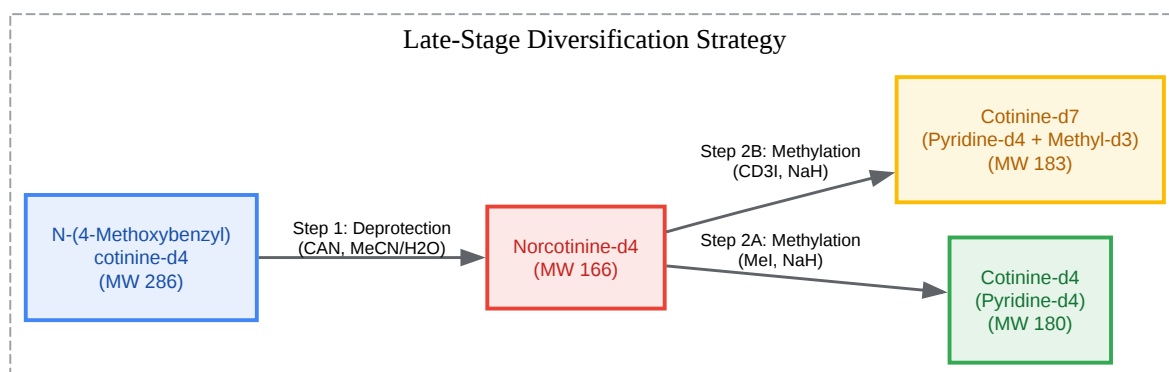 Late-Stage Diversification Strategy
N-(4-Methoxybenzyl)
cotinine-d4
(MW 286)
Step 1: Deprotection
(CAN, MeCN/H2O)
Norcotinine-d4
(MW 166)
Step 2B: Methylation
(CD3I, NaH)
Cotinine-d7
(Pyridine-d4 + Methyl-d3)
(MW 183)
Step 2A: Methylation
(MeI, NaH)
Cotinine-d4
(Pyridine-d4)
(MW 180)